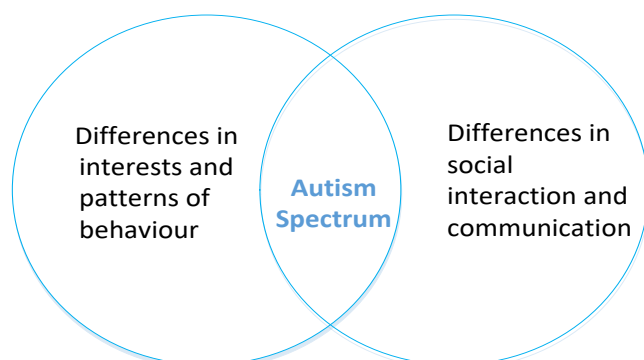 Differences in
interests and
patterns of
behaviour
Autism
Spectrum
Differences in
social
interaction and
communication